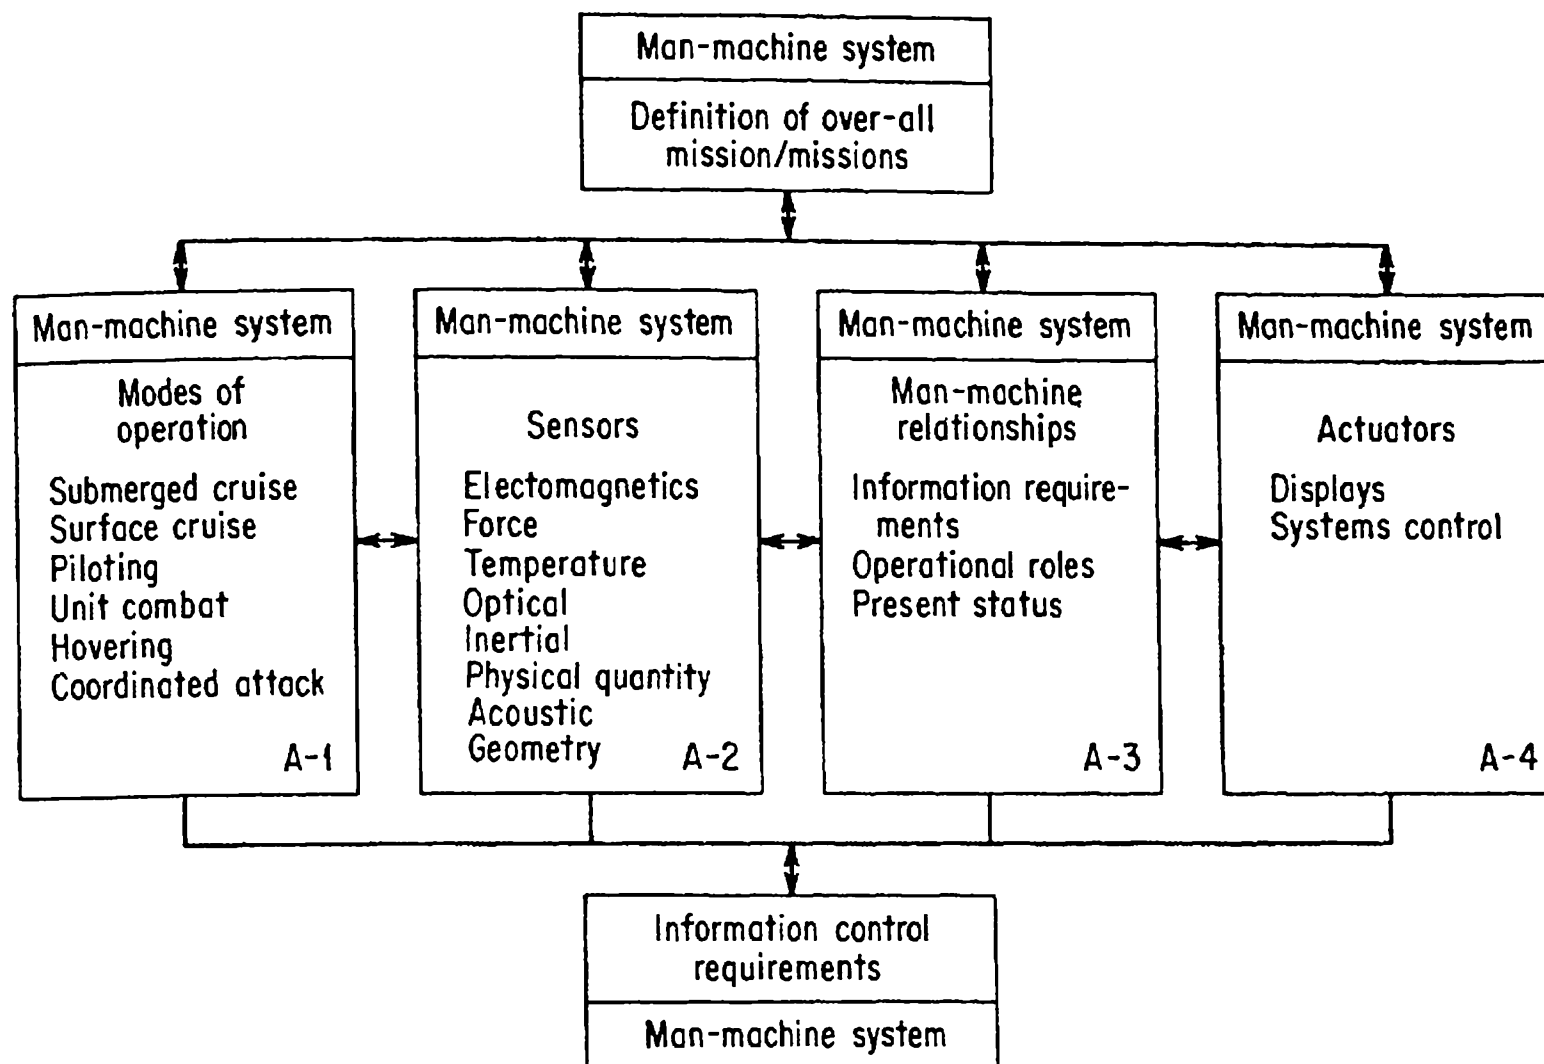 Man-machine system
Definition of over-all
mission/missions
Man-machine system
Modes of
operation
Submerged cruise
Surface cruise
Piloting
Unit combat
Hovering
Coordinated attack
A-1
Man-machine system
Sensors
Electomagnetics
Force
Temperature
Optical
Inertial
Physical quantity
Acoustic
Geometry
A-2
Man-machine system
Man-machine
relationships
Information require-
ments
Operational roles
Present status
A-3
Man-machine system
Actuators
Displays
Systems control
A-4
Information control
requirements
Man-machine system